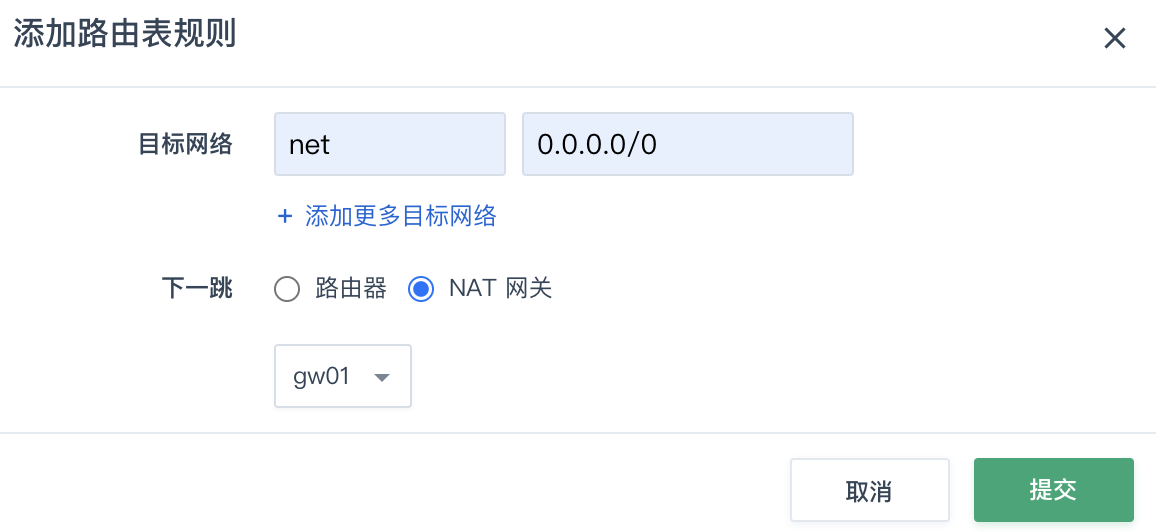 添加路由表规则
目标网络 net 0.0.0.0/0
+ 添加更多目标网络
下一跳 路由器 NAT 网关
gw01
取消 提交